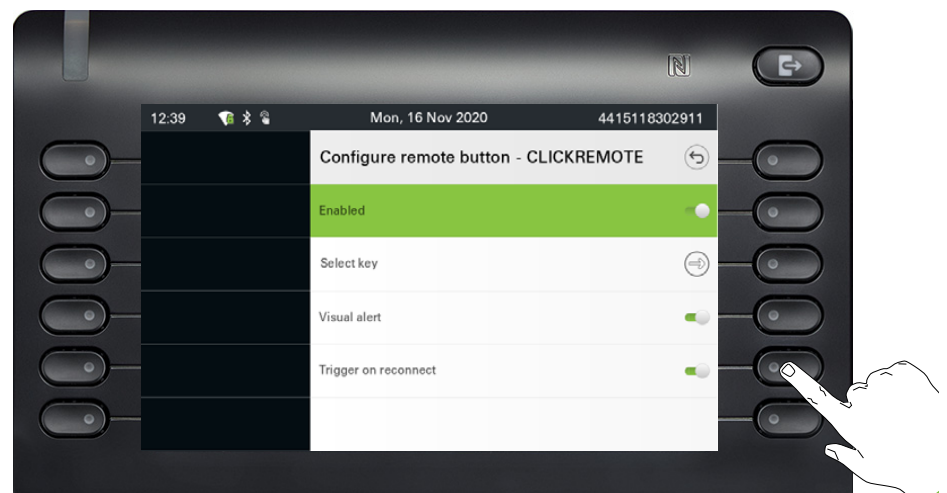 12:39 Mon, 16 Nov 2020 4415118302911
Configure remote button - CLICKREMOTE
Enabled
Select key
Visual alert
Trigger on reconnect